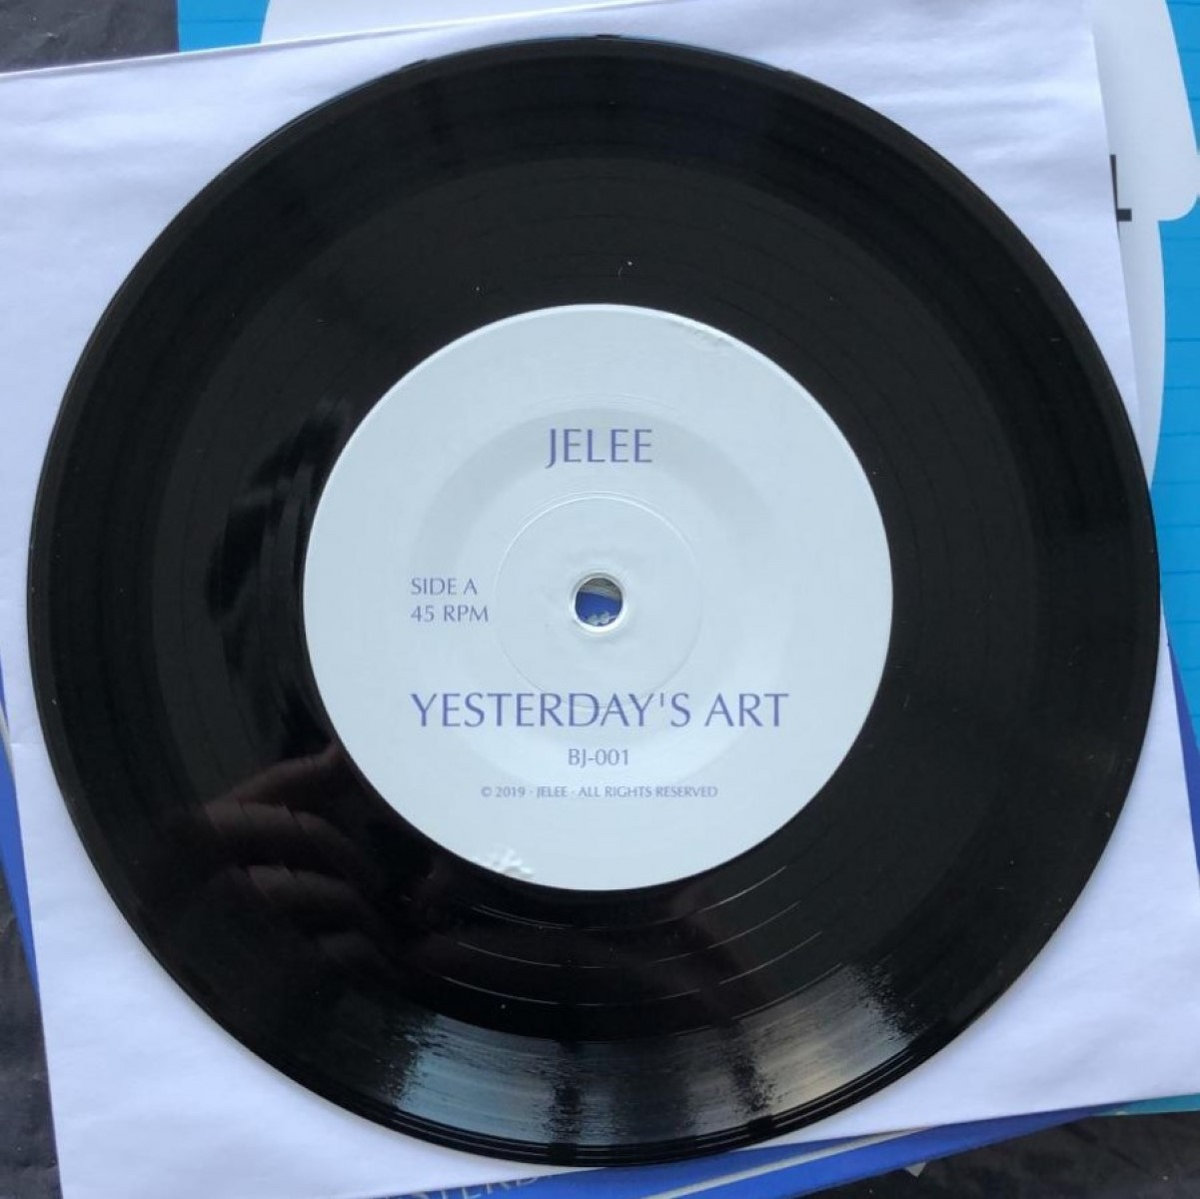 JELEE
SIDE A
45 RPM
YESTERDAY'S ART
BJ-001
© 2019 · JELEE · ALL RIGHTS RESERVED